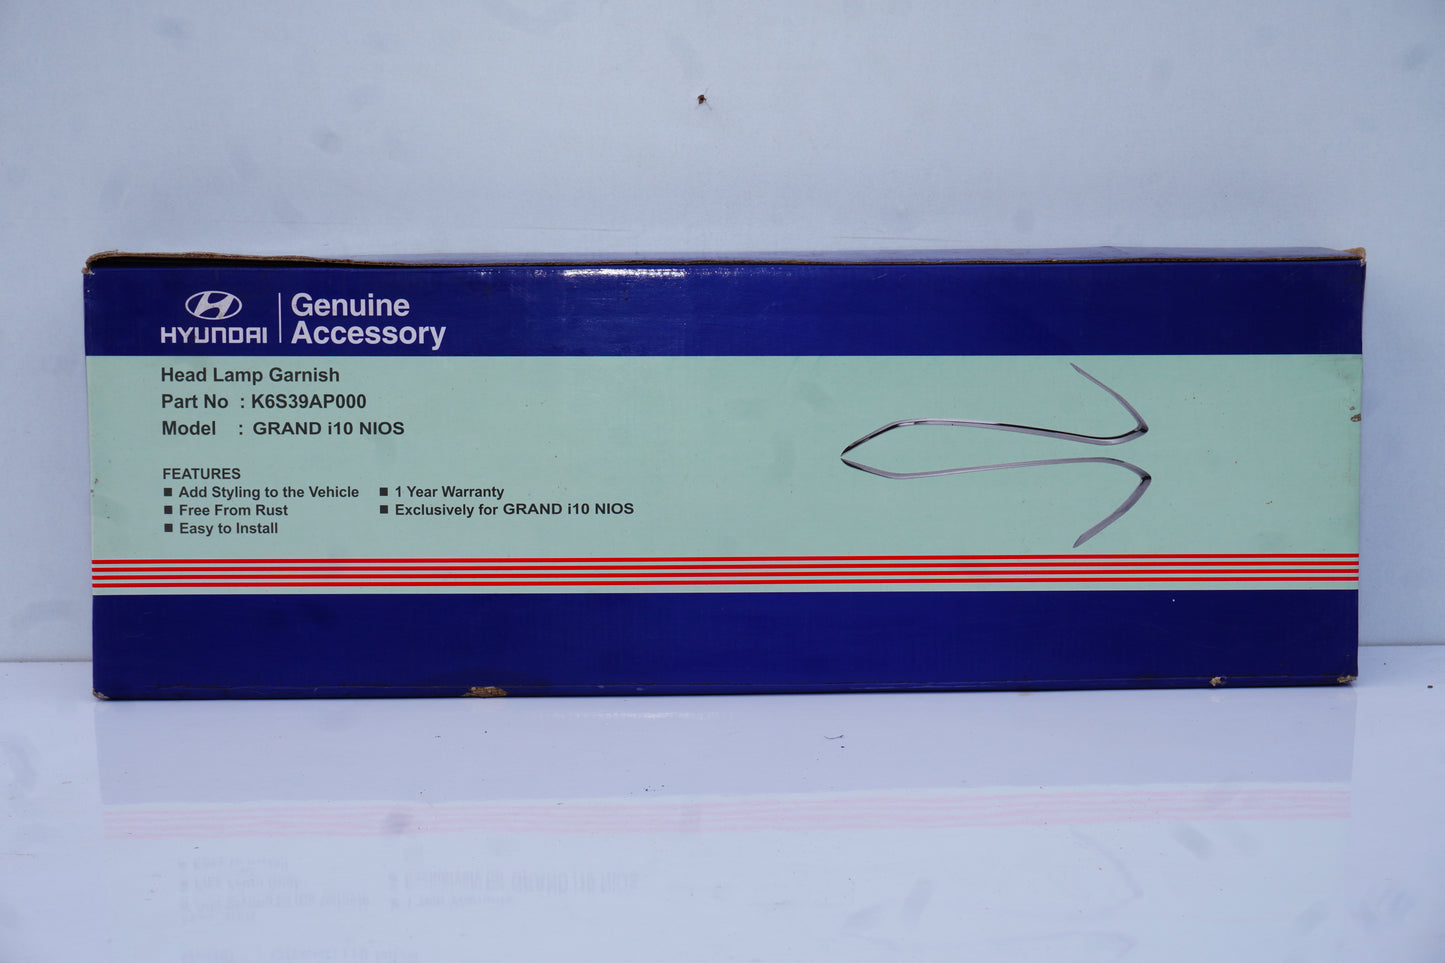 HYUNDAI
Genuine
Accessory
Head Lamp Garnish
Part No : K6S39AP000
Model : GRAND i10 NIOS
FEATURES
■ Add Styling to the Vehicle ■ 1 Year Warranty
■ Free From Rust ■ Exclusively for GRAND i10 NIOS
■ Easy to Install